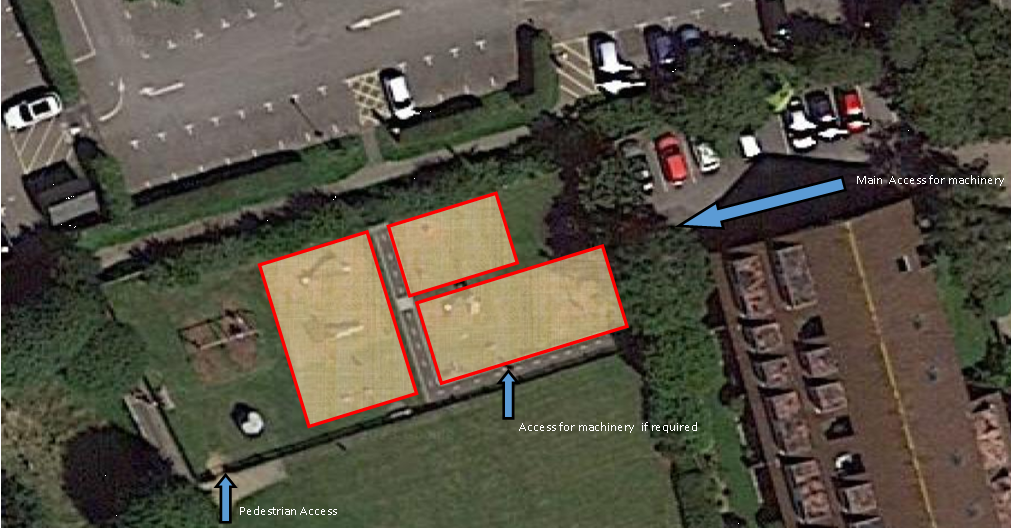 Main Access for machinery
Access for machinery if required
Pedestrian Access